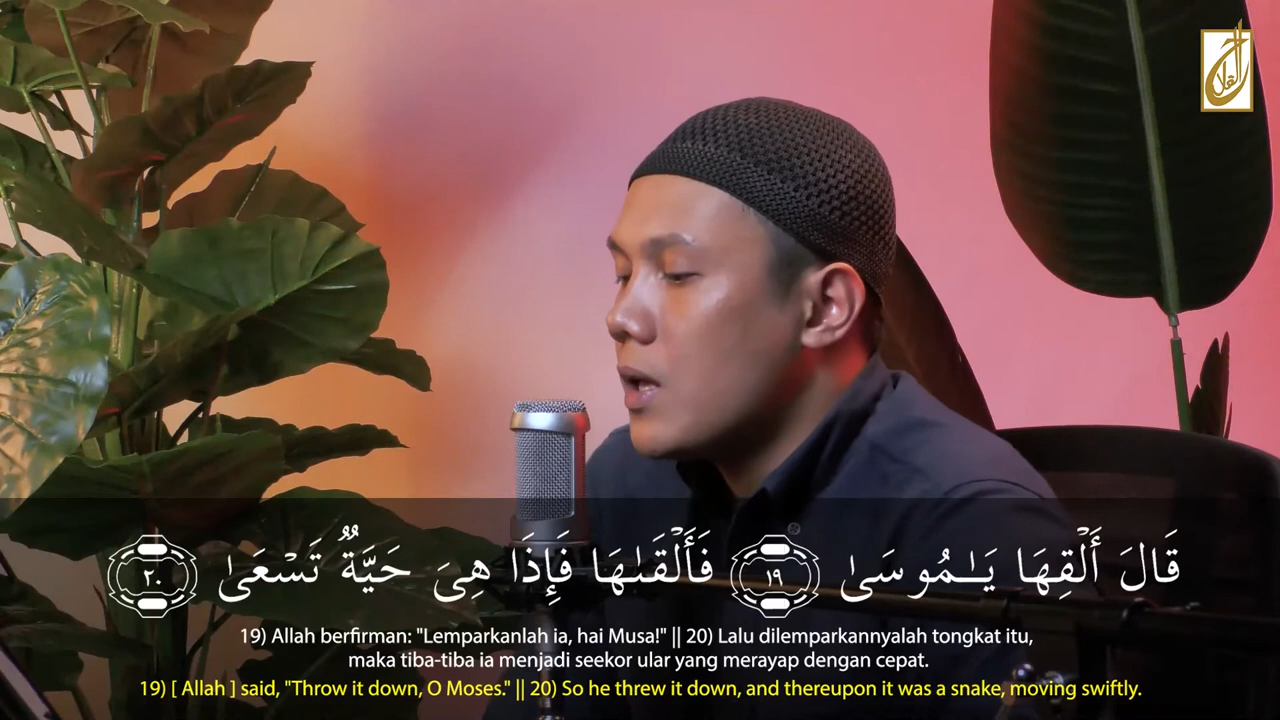 قَالَ أَلْقِهَا يَـٰمُوسَىٰ ١٩ فَأَلْقَىٰهَا فَإِذَا هِىَ حَيَّةٌ تَسْعَىٰ ٢٠
19) Allah berfirman: "Lemparkanlah ia, hai Musa!" || 20) Lalu dilemparkannyalah tongkat itu,
maka tiba-tiba ia menjadi seekor ular yang merayap dengan cepat.
19) [ Allah ] said, "Throw it down, O Moses." || 20) So he threw it down, and thereupon it was a snake, moving swiftly.